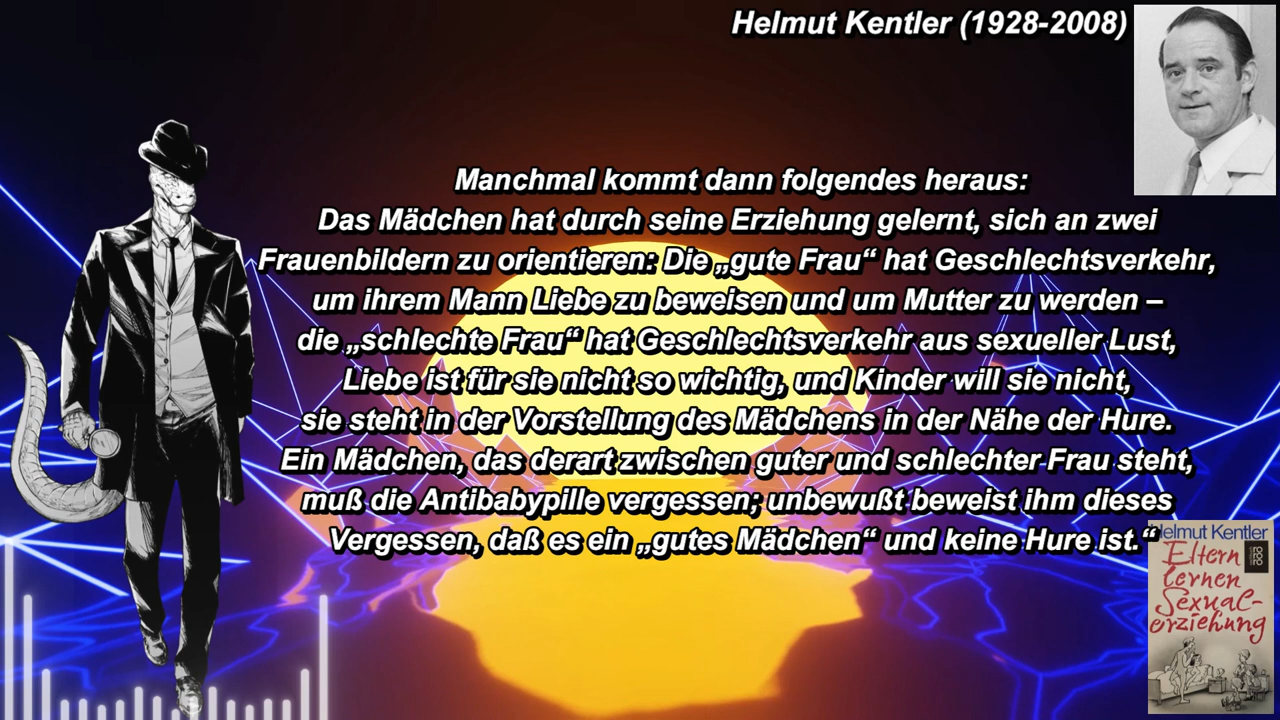 Helmut Kentler (1928-2008)
Manchmal kommt dann folgendes heraus:
Das Mädchen hat durch seine Erziehung gelernt, sich an zwei
Frauenbildern zu orientieren: Die „gute Frau“ hat Geschlechtsverkehr,
um ihrem Mann Liebe zu beweisen und um Mutter zu werden –
die „schlechte Frau“ hat Geschlechtsverkehr aus sexueller Lust,
Liebe ist für sie nicht so wichtig, und Kinder will sie nicht,
sie steht in der Vorstellung des Mädchens in der Nähe der Hure.
Ein Mädchen, das derart zwischen guter und schlechter Frau steht,
muß die Antibabypille vergessen; unbewußt beweist ihm dieses
Vergessen, daß es ein „gutes Mädchen“ und keine Hure ist.“
Helmut Kentler
Eltern
lernen
Sexual-
erziehung
ro
ro
ro